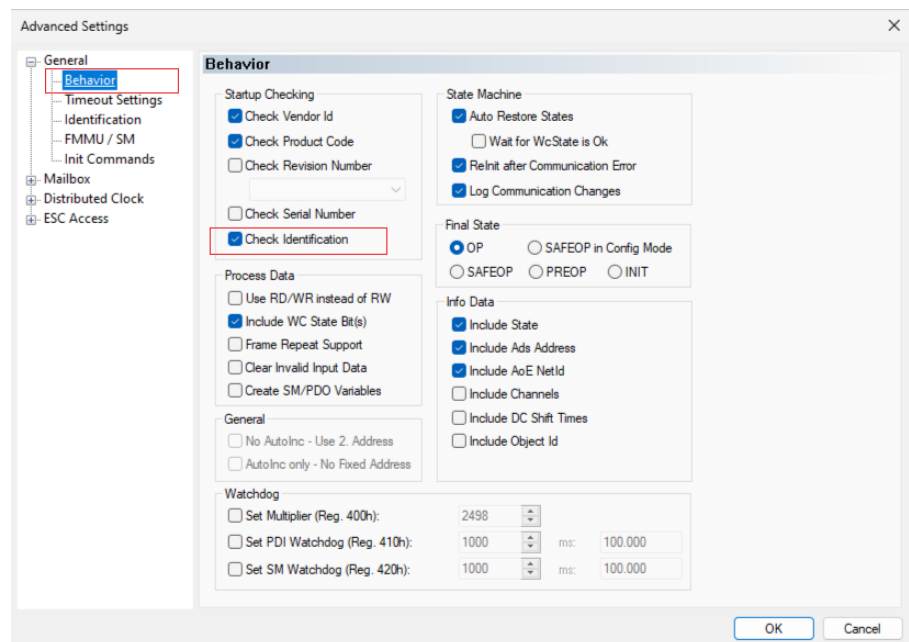 Advanced Settings
General
Behavior
Timeout Settings
Identification
FMMU / SM
Init Commands
Mailbox
Distributed Clock
ESC Access
Behavior
Startup Checking
Check Vendor Id
Check Product Code
Check Revision Number
Check Serial Number
Check Identification
Process Data
Use RD/WR instead of RW
Include WC State Bit(s)
Frame Repeat Support
Clear Invalid Input Data
Create SM/PDO Variables
General
No AutoInc - Use 2. Address
AutoInc only - No Fixed Address
State Machine
Auto Restore States
Wait for WcState is Ok
ReInit after Communication Error
Log Communication Changes
Final State
OP SAFEOP in Config Mode
SAFEOP PREOP INIT
Info Data
Include State
Include Ads Address
Include AoE NetId
Include Channels
Include DC Shift Times
Include Object Id
Watchdog
Set Multiplier (Reg. 400h): 2498
Set PDI Watchdog (Reg. 410h): 1000 ms: 100.000
Set SM Watchdog (Reg. 420h): 1000 ms: 100.000
OK Cancel